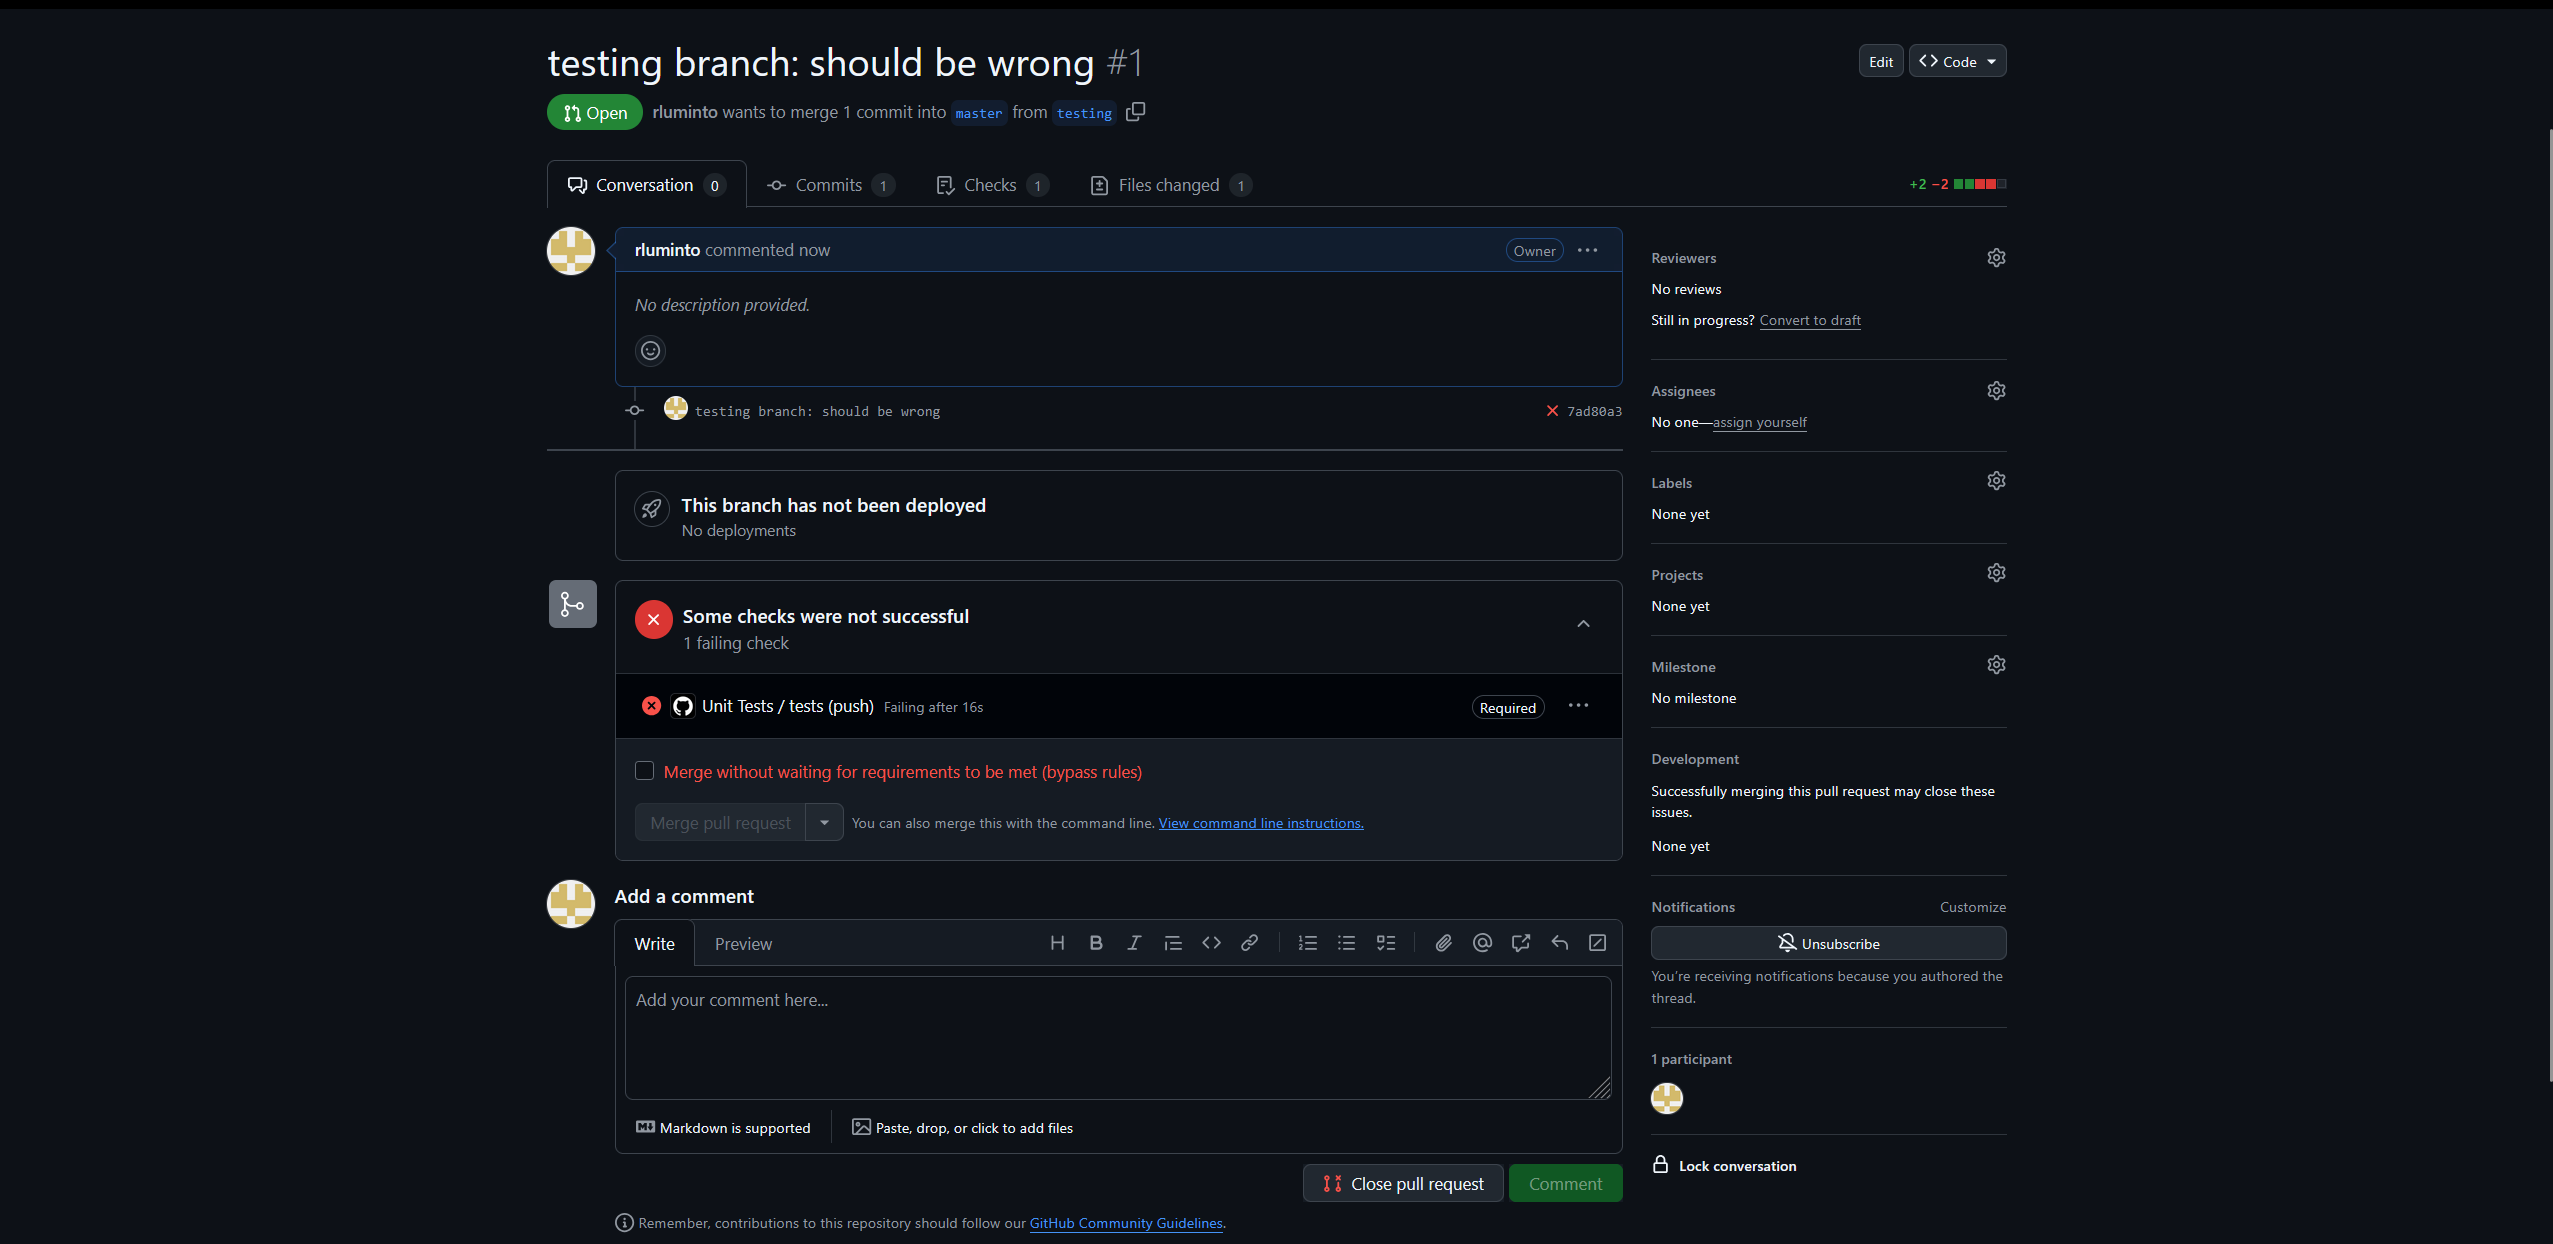 testing branch: should be wrong #1
Edit
Code
Open
rluminto wants to merge 1 commit into master from testing
Conversation 0
Commits 1
Checks 1
Files changed 1
+2 −2
rluminto commented now
Owner
No description provided.
testing branch: should be wrong
7ad80a3
This branch has not been deployed
No deployments
Some checks were not successful
1 failing check
Unit Tests / tests (push) Failing after 16s
Required
Merge without waiting for requirements to be met (bypass rules)
Merge pull request
You can also merge this with the command line. View command line instructions.
Add a comment
Write
Preview
Add your comment here...
Markdown is supported
Paste, drop, or click to add files
Close pull request
Comment
Remember, contributions to this repository should follow our GitHub Community Guidelines.
Reviewers
No reviews
Still in progress? Convert to draft
Assignees
No one—assign yourself
Labels
None yet
Projects
None yet
Milestone
No milestone
Development
Successfully merging this pull request may close these
issues.
None yet
Notifications
Customize
Unsubscribe
You're receiving notifications because you authored the
thread.
1 participant
Lock conversation